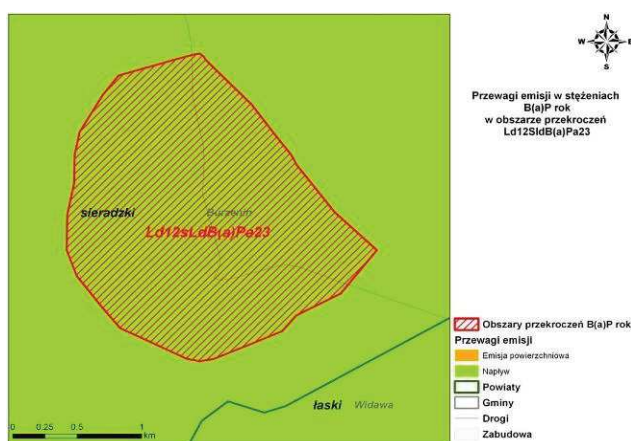 N
W E
S
Przewagi emisji w stężeniach
B(a)P rok
w obszarze przekroczeń
Ld12SldB(a)Pa23
sieradzki
Burzenin
Ld12sLdB(a)Pa23
łaski Widawa
0 0.25 0.5 1
km
Obszary przekroczeń B(a)P rok
Przewagi emisji
Emisja powierzchniowa
Napływ
Powiaty
Gminy
Drogi
Zabudowa